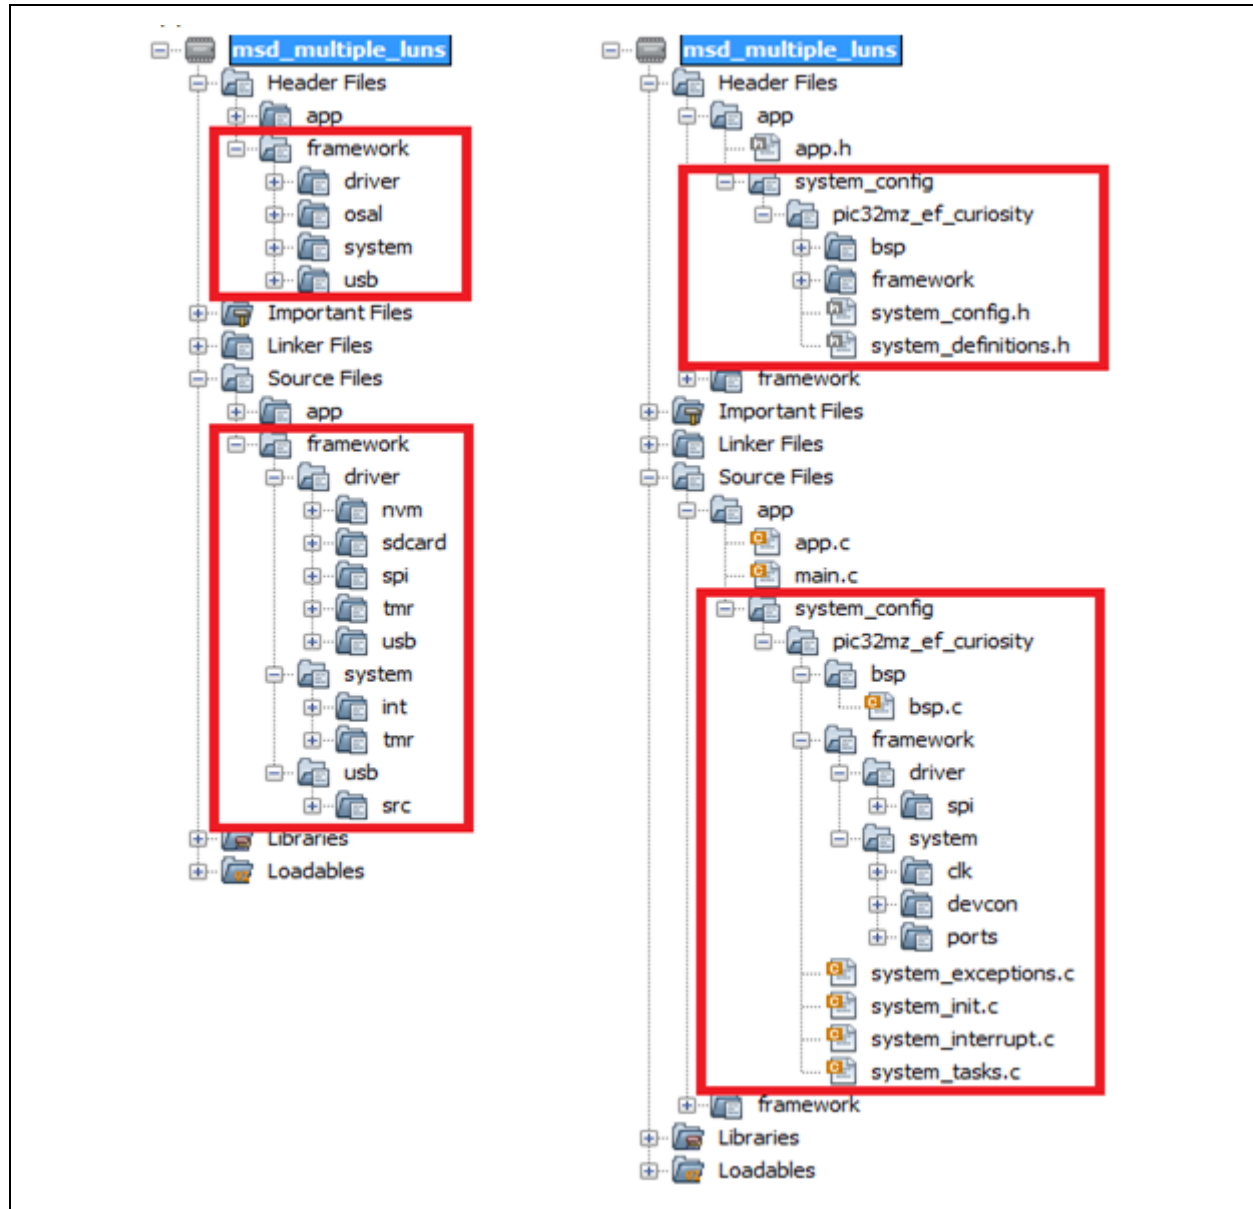 msd_multiple_luns
Header Files
app
framework
driver
osal
system
usb
Important Files
Linker Files
Source Files
app
framework
driver
nvm
sdcard
spi
tmr
usb
system
int
tmr
usb
src
Libraries
Loadables
msd_multiple_luns
Header Files
app
app.h
system_config
pic32mz_ef_curiosity
bsp
framework
system_config.h
system_definitions.h
framework
Important Files
Linker Files
Source Files
app
app.c
main.c
system_config
pic32mz_ef_curiosity
bsp
bsp.c
framework
driver
spi
system
clk
devcon
ports
system_exceptions.c
system_init.c
system_interrupt.c
system_tasks.c
framework
Libraries
Loadables